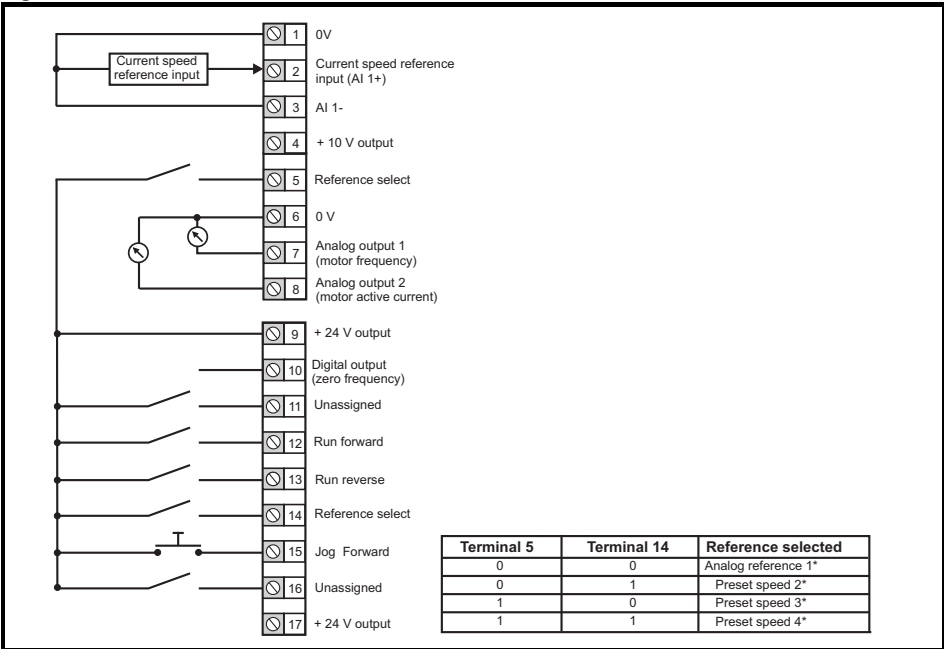 1 0V
Current speed
reference input
2 Current speed reference
input (AI 1+)
3 AI 1-
4 + 10 V output
5 Reference select
6 0 V
7 Analog output 1
(motor frequency)
8 Analog output 2
(motor active current)
9 + 24 V output
10 Digital output
(zero frequency)
11 Unassigned
12 Run forward
13 Run reverse
14 Reference select
15 Jog Forward
16 Unassigned
17 + 24 V output
Terminal 5 Terminal 14 Reference selected
0 0 Analog reference 1*
0 1 Preset speed 2*
1 0 Preset speed 3*
1 1 Preset speed 4*